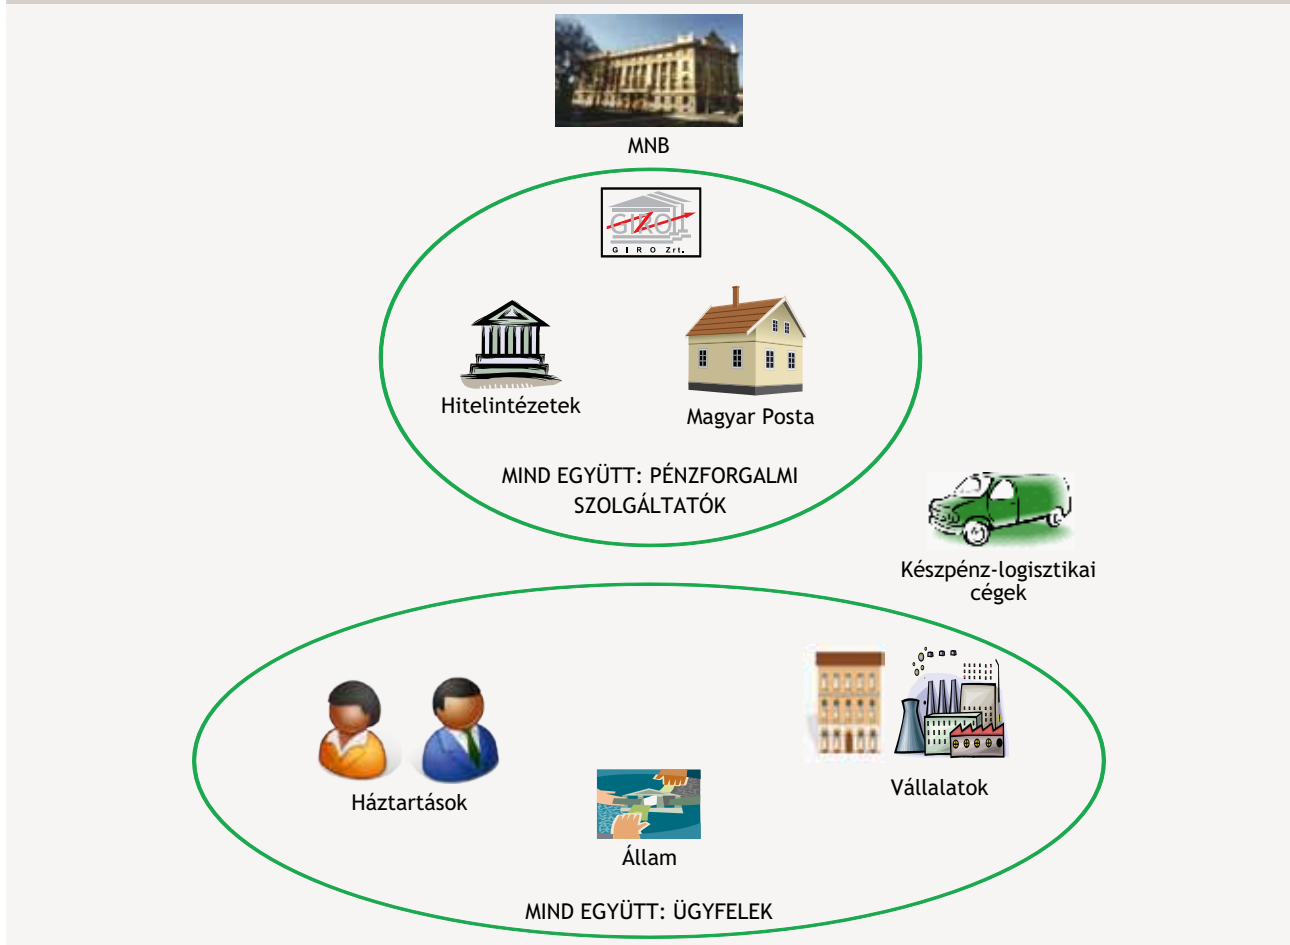 MNB
GIRO
GIRO Zrt.
Hitelintézetek
Magyar Posta
MIND EGYÜTT: PÉNZFORGALMI
SZOLGÁLTATÓK
Készpénz-logisztikai
cégek
Háztartások
Vállalatok
Állam
MIND EGYÜTT: ÜGYFELEK